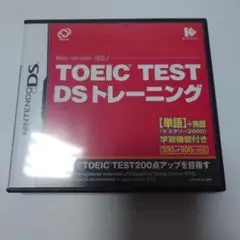 New version 対応!
TOEIC® TEST
DSトレーニング
【単語】+熟語
学習機能付き
TOEIC TEST200点アップを目指す
NINTENDO DS